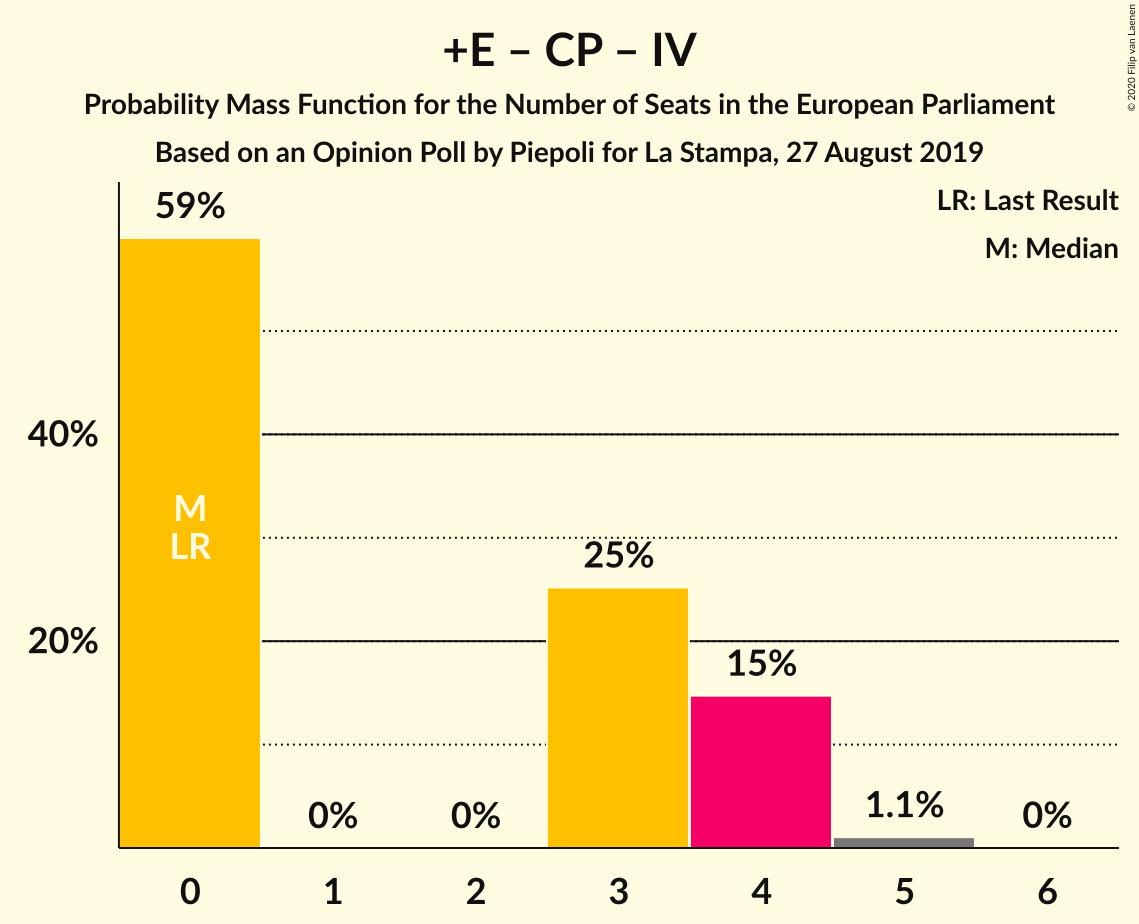 +E – CP – IV
Probability Mass Function for the Number of Seats in the European Parliament
Based on an Opinion Poll by Piepoli for La Stampa, 27 August 2019
© 2020 Filip van Laenen
LR: Last Result
M: Median
59%
40%
M
LR
25%
20%
15%
0%
0%
1.1%
0%
0
1
2
3
4
5
6